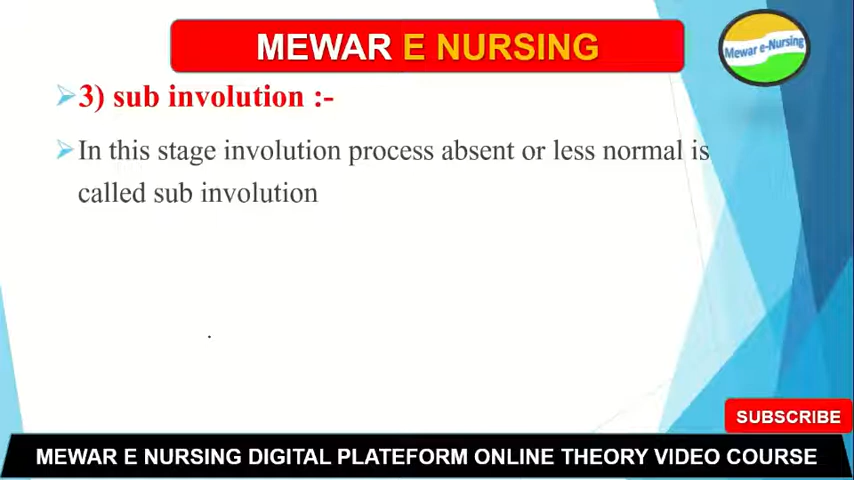 MEWAR E NURSING
Mewar e-Nursing
3) sub involution :-
In this stage involution process absent or less normal is
called sub involution
.
SUBSCRIBE
MEWAR E NURSING DIGITAL PLATEFORM ONLINE THEORY VIDEO COURSE